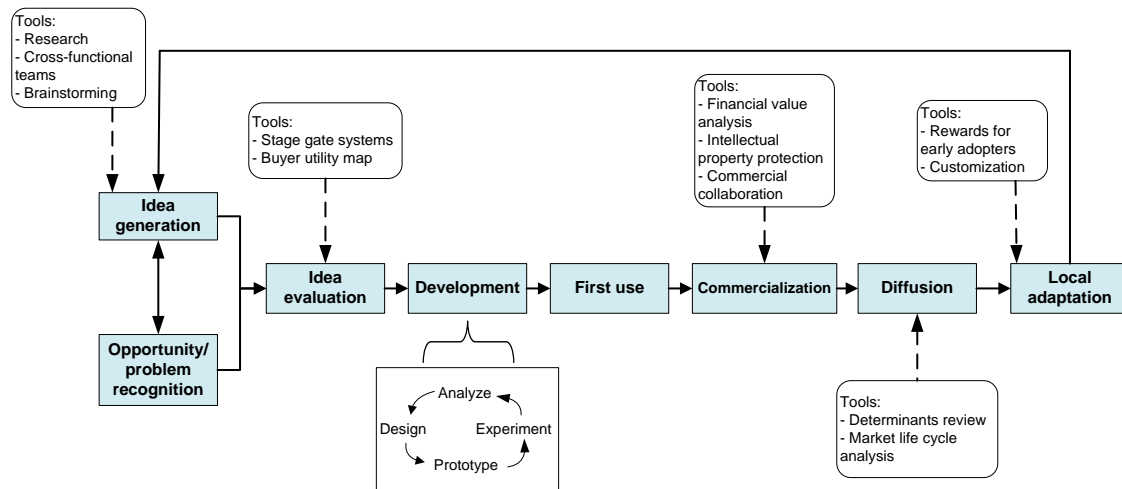 Tools:
- Research
- Cross-functional
teams
- Brainstorming
Tools:
- Stage gate systems
- Buyer utility map
Tools:
- Financial value
analysis
- Intellectual
property protection
- Commercial
collaboration
Tools:
- Rewards for
early adopters
- Customization
Idea
generation
Opportunity/
problem
recognition
Idea
evaluation
Development
First use
Commercialization
Diffusion
Local
adaptation
Analyze
Design
Experiment
Prototype
Tools:
- Determinants review
- Market life cycle
analysis